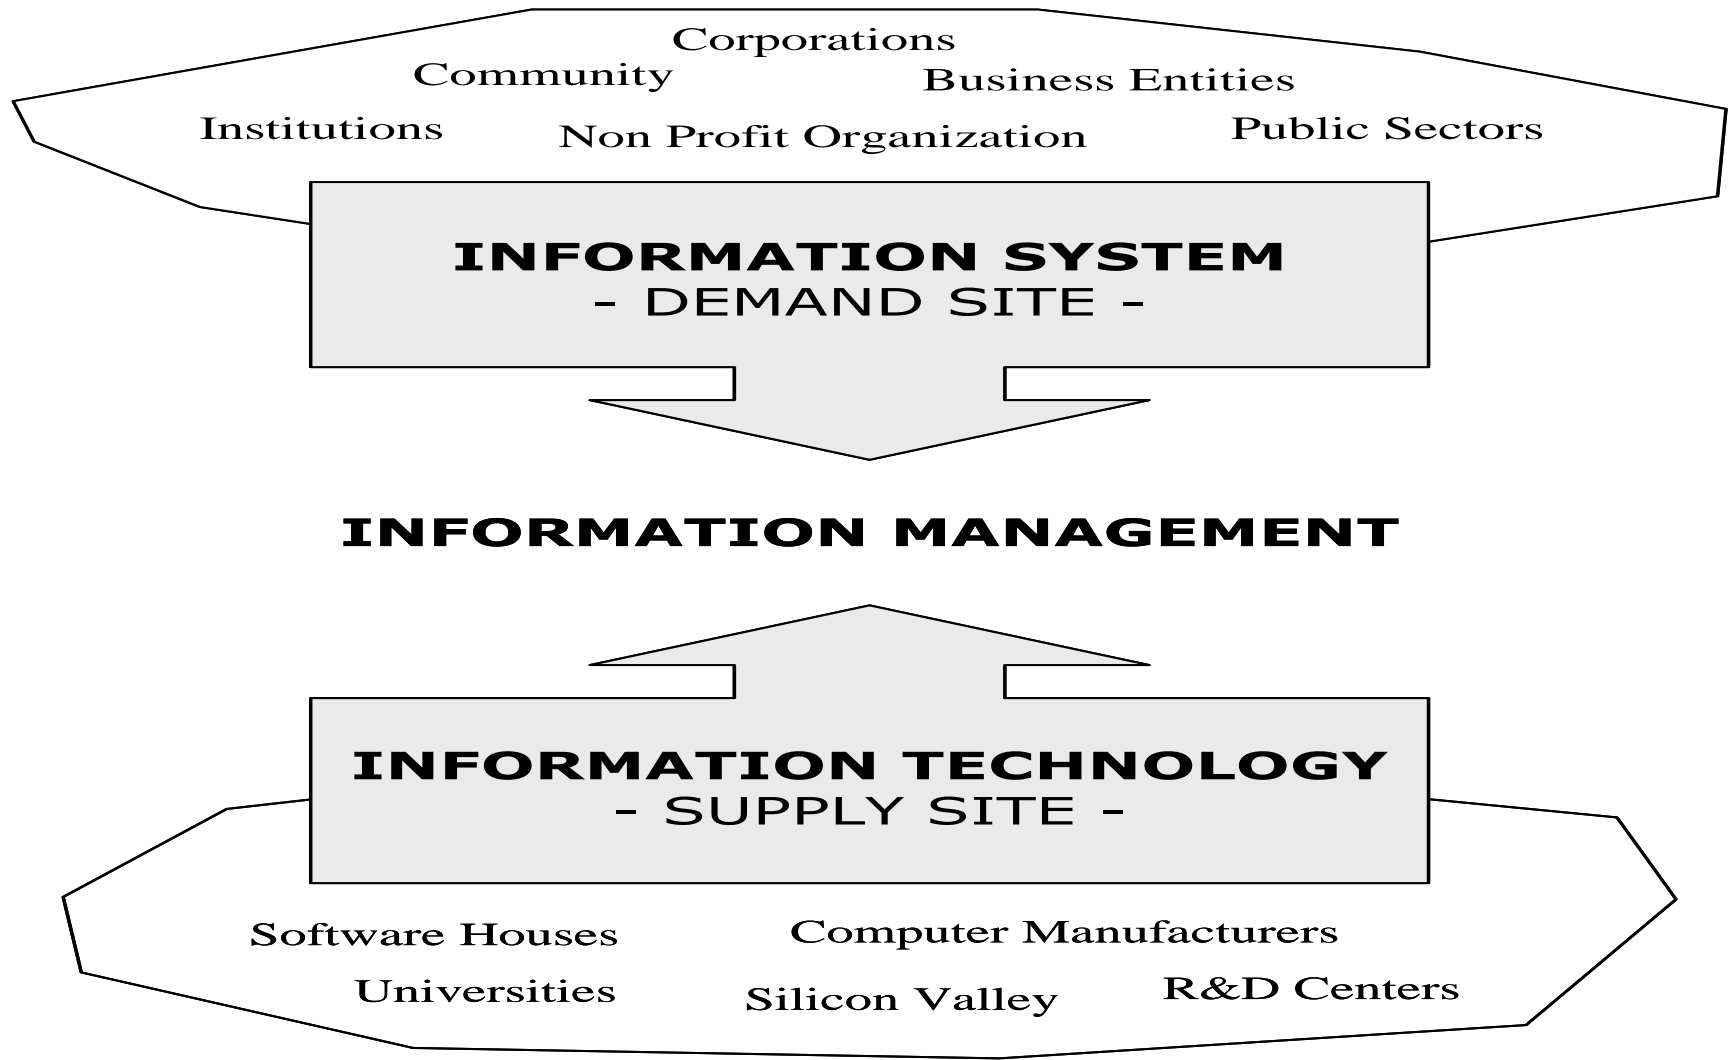 Corporations
Community
Business Entities
Institutions
Non Profit Organization
Public Sectors
INFORMATION SYSTEM
- DEMAND SITE -
INFORMATION MANAGEMENT
INFORMATION TECHNOLOGY
- SUPPLY SITE -
Software Houses
Computer Manufacturers
Universities
Silicon Valley
R&D Centers